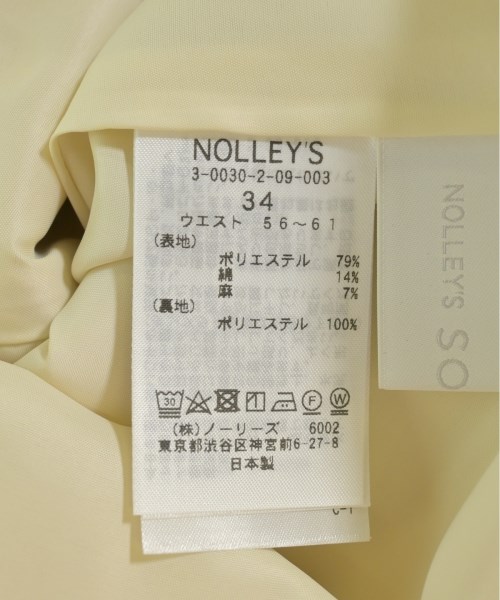 NOLLEY'S
3-0030-2-09-003
34
ウエスト 56～61
(表地)
ポリエステル 79%
綿 14%
麻 7%
(裏地)
ポリエステル 100%
30
F W
(株)ノーリーズ 6002
東京都渋谷区神宮前6-27-8
日本製
NOLLEY'S SO